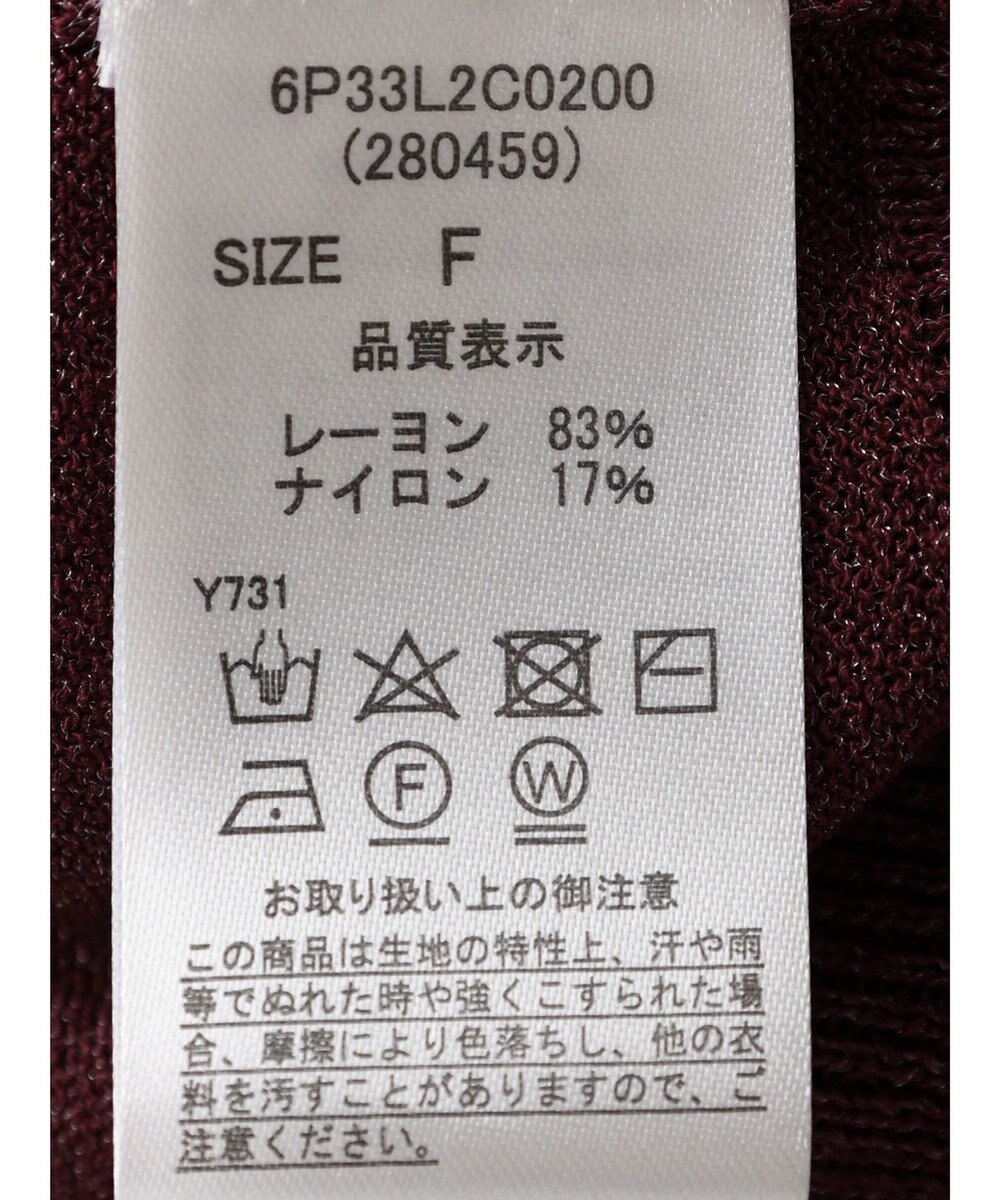 6P33L2C0200
(280459)
SIZE F
品質表示
レーヨン 83%
ナイロン 17%
Y731
F W
お取り扱い上の御注意
この商品は生地の特性上、汗や雨
等でぬれた時や強くこすられた場
合、摩擦により色落ちし、他の衣
料を汚すことがありますので、ご
注意ください。